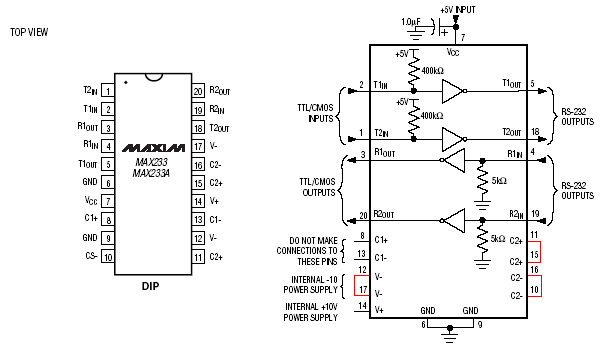 TOP VIEW
T2IN 1
T1IN 2
R1OUT 3
R1IN 4
T1OUT 5
GND 6
VCC 7
C1+ 8
GND 9
CS- 10
20 R2OUT
19 R2IN
18 T2OUT
17 V-
16 C2-
15 C2+
14 V+
13 C1-
12 V-
11 C2+
MAXIM
MAX233
MAX233A
DIP
+5V INPUT
1.0µF
+
7
VCC
+5V
400kΩ
2 T1IN
T1OUT 5
+5V
400kΩ
TTL/CMOS
INPUTS
RS-232
OUTPUTS
1 T2IN
T2OUT 18
3 R1OUT
R1IN 4
5kΩ
TTL/CMOS
OUTPUTS
RS-232
OUTPUTS
20 R2OUT
R2IN 19
5kΩ
DO NOT MAKE
CONNECTIONS TO
THESE PINS
8 C1+
13 C1-
C2+ 11
C2+ 15
INTERNAL -10
POWER SUPPLY
12 V-
17 V-
C2- 16
C2- 10
INTERNAL +10V
POWER SUPPLY
14 V+
GND GND
6 9